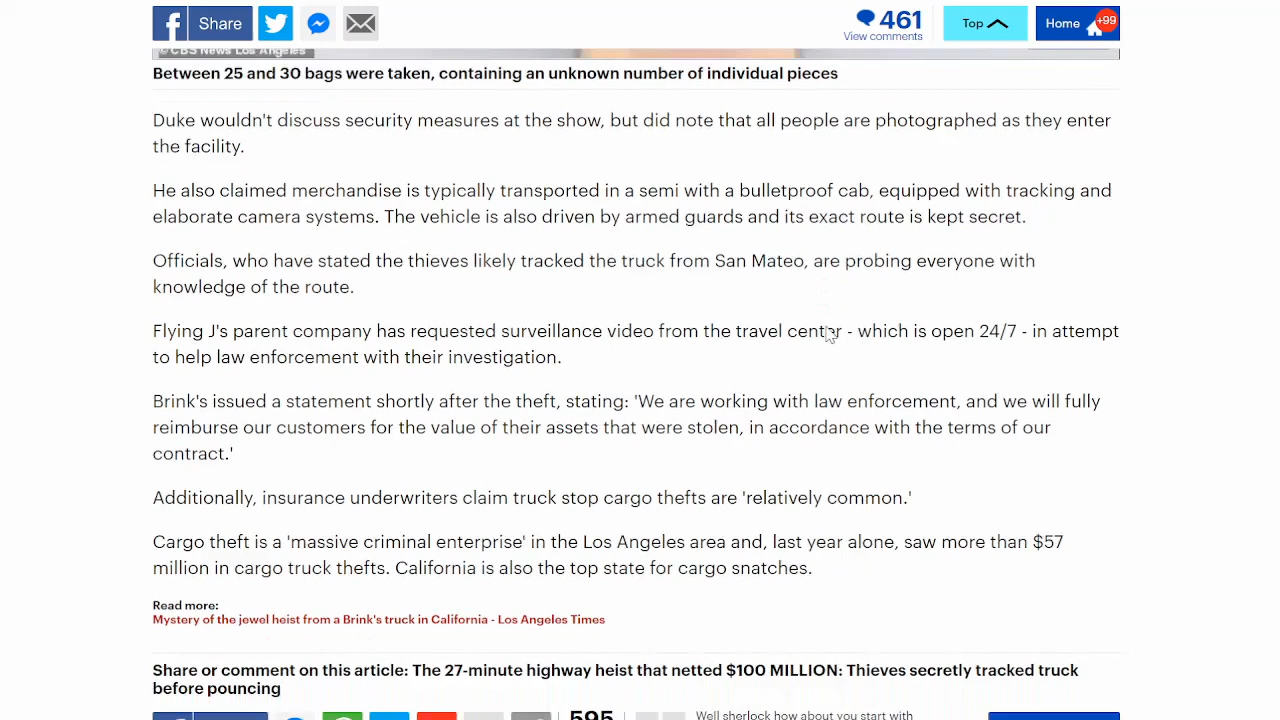 Share
461
View comments
Top
Home
+99
© CBS News Los Angeles
Between 25 and 30 bags were taken, containing an unknown number of individual pieces
Duke wouldn't discuss security measures at the show, but did note that all people are photographed as they enter
the facility.
He also claimed merchandise is typically transported in a semi with a bulletproof cab, equipped with tracking and
elaborate camera systems. The vehicle is also driven by armed guards and its exact route is kept secret.
Officials, who have stated the thieves likely tracked the truck from San Mateo, are probing everyone with
knowledge of the route.
Flying J's parent company has requested surveillance video from the travel center - which is open 24/7 - in attempt
to help law enforcement with their investigation.
Brink's issued a statement shortly after the theft, stating: 'We are working with law enforcement, and we will fully
reimburse our customers for the value of their assets that were stolen, in accordance with the terms of our
contract.'
Additionally, insurance underwriters claim truck stop cargo thefts are 'relatively common.'
Cargo theft is a 'massive criminal enterprise' in the Los Angeles area and, last year alone, saw more than $57
million in cargo truck thefts. California is also the top state for cargo snatches.
Read more:
Mystery of the jewel heist from a Brink's truck in California - Los Angeles Times
Share or comment on this article: The 27-minute highway heist that netted $100 MILLION: Thieves secretly tracked truck
before pouncing
595
Well sherlock how about you start with